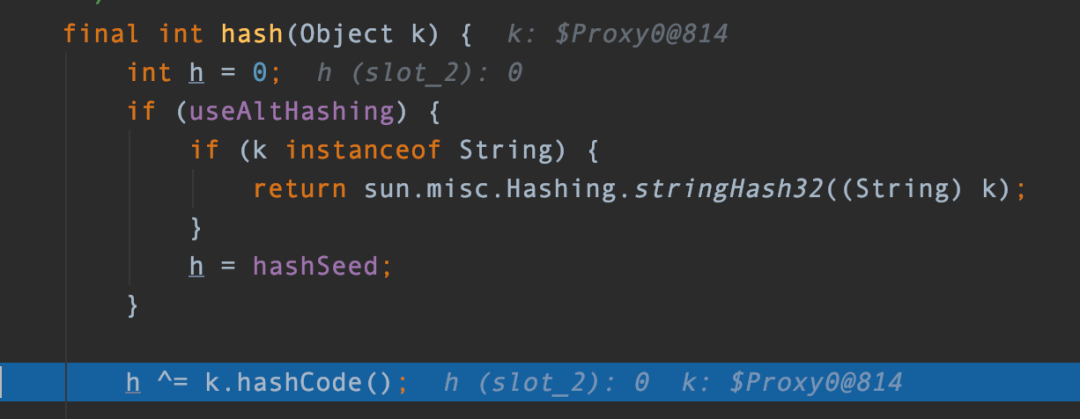 final int hash(Object k) {  k: $Proxy0@814
int h = 0;  h (slot_2): 0
if (useAltHashing) {
if (k instanceof String) {
return sun.misc.Hashing.stringHash32((String) k);
}
h = hashSeed;
}
h ^= k.hashCode();  h (slot_2): 0  k: $Proxy0@814